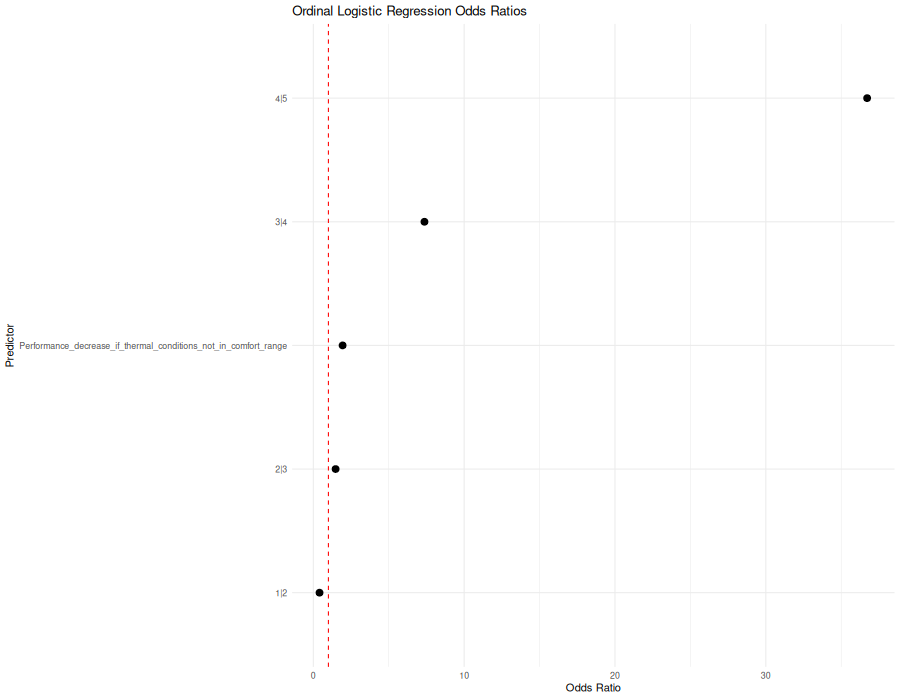 Ordinal Logistic Regression Odds Ratios
4|5
3|4
Performance_decrease_if_thermal_conditions_not_in_comfort_range
2|3
1|2
Predictor
0 10 20 30
Odds Ratio